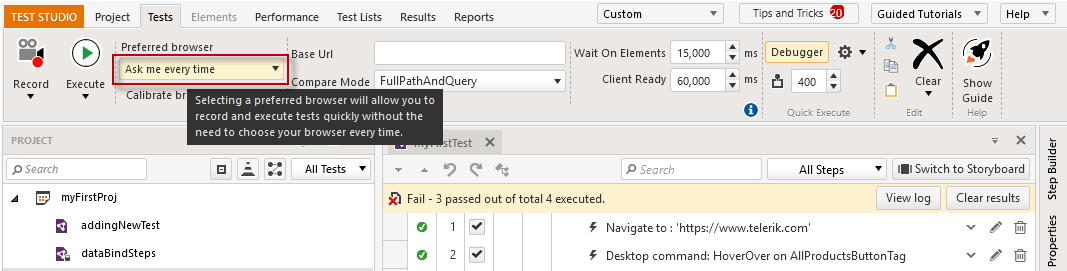 TEST STUDIO Project Tests Elements Performance Test Lists Results Reports Custom Tips and Tricks 20 Guided Tutorials Help
Record
Execute
Preferred browser
Ask me every time
Calibrate br
Selecting a preferred browser will allow you to
record and execute tests quickly without the
need to choose your browser every time.
Base Url
Compare Mode FullPathAndQuery
Wait On Elements 15,000 ms
Client Ready 60,000 ms
Debugger
400
Quick Execute
Clear
Edit
Show
Guide
Help
PROJECT
Search All Tests
myFirstProj
addingNewTest
dataBindSteps
myFirstTest
Search All Steps Switch to Storyboard
Fail - 3 passed out of total 4 executed. View log Clear results
1 Navigate to : 'https://www.telerik.com'
2 Desktop command: HoverOver on AllProductsButtonTag
Step Builder
Properties